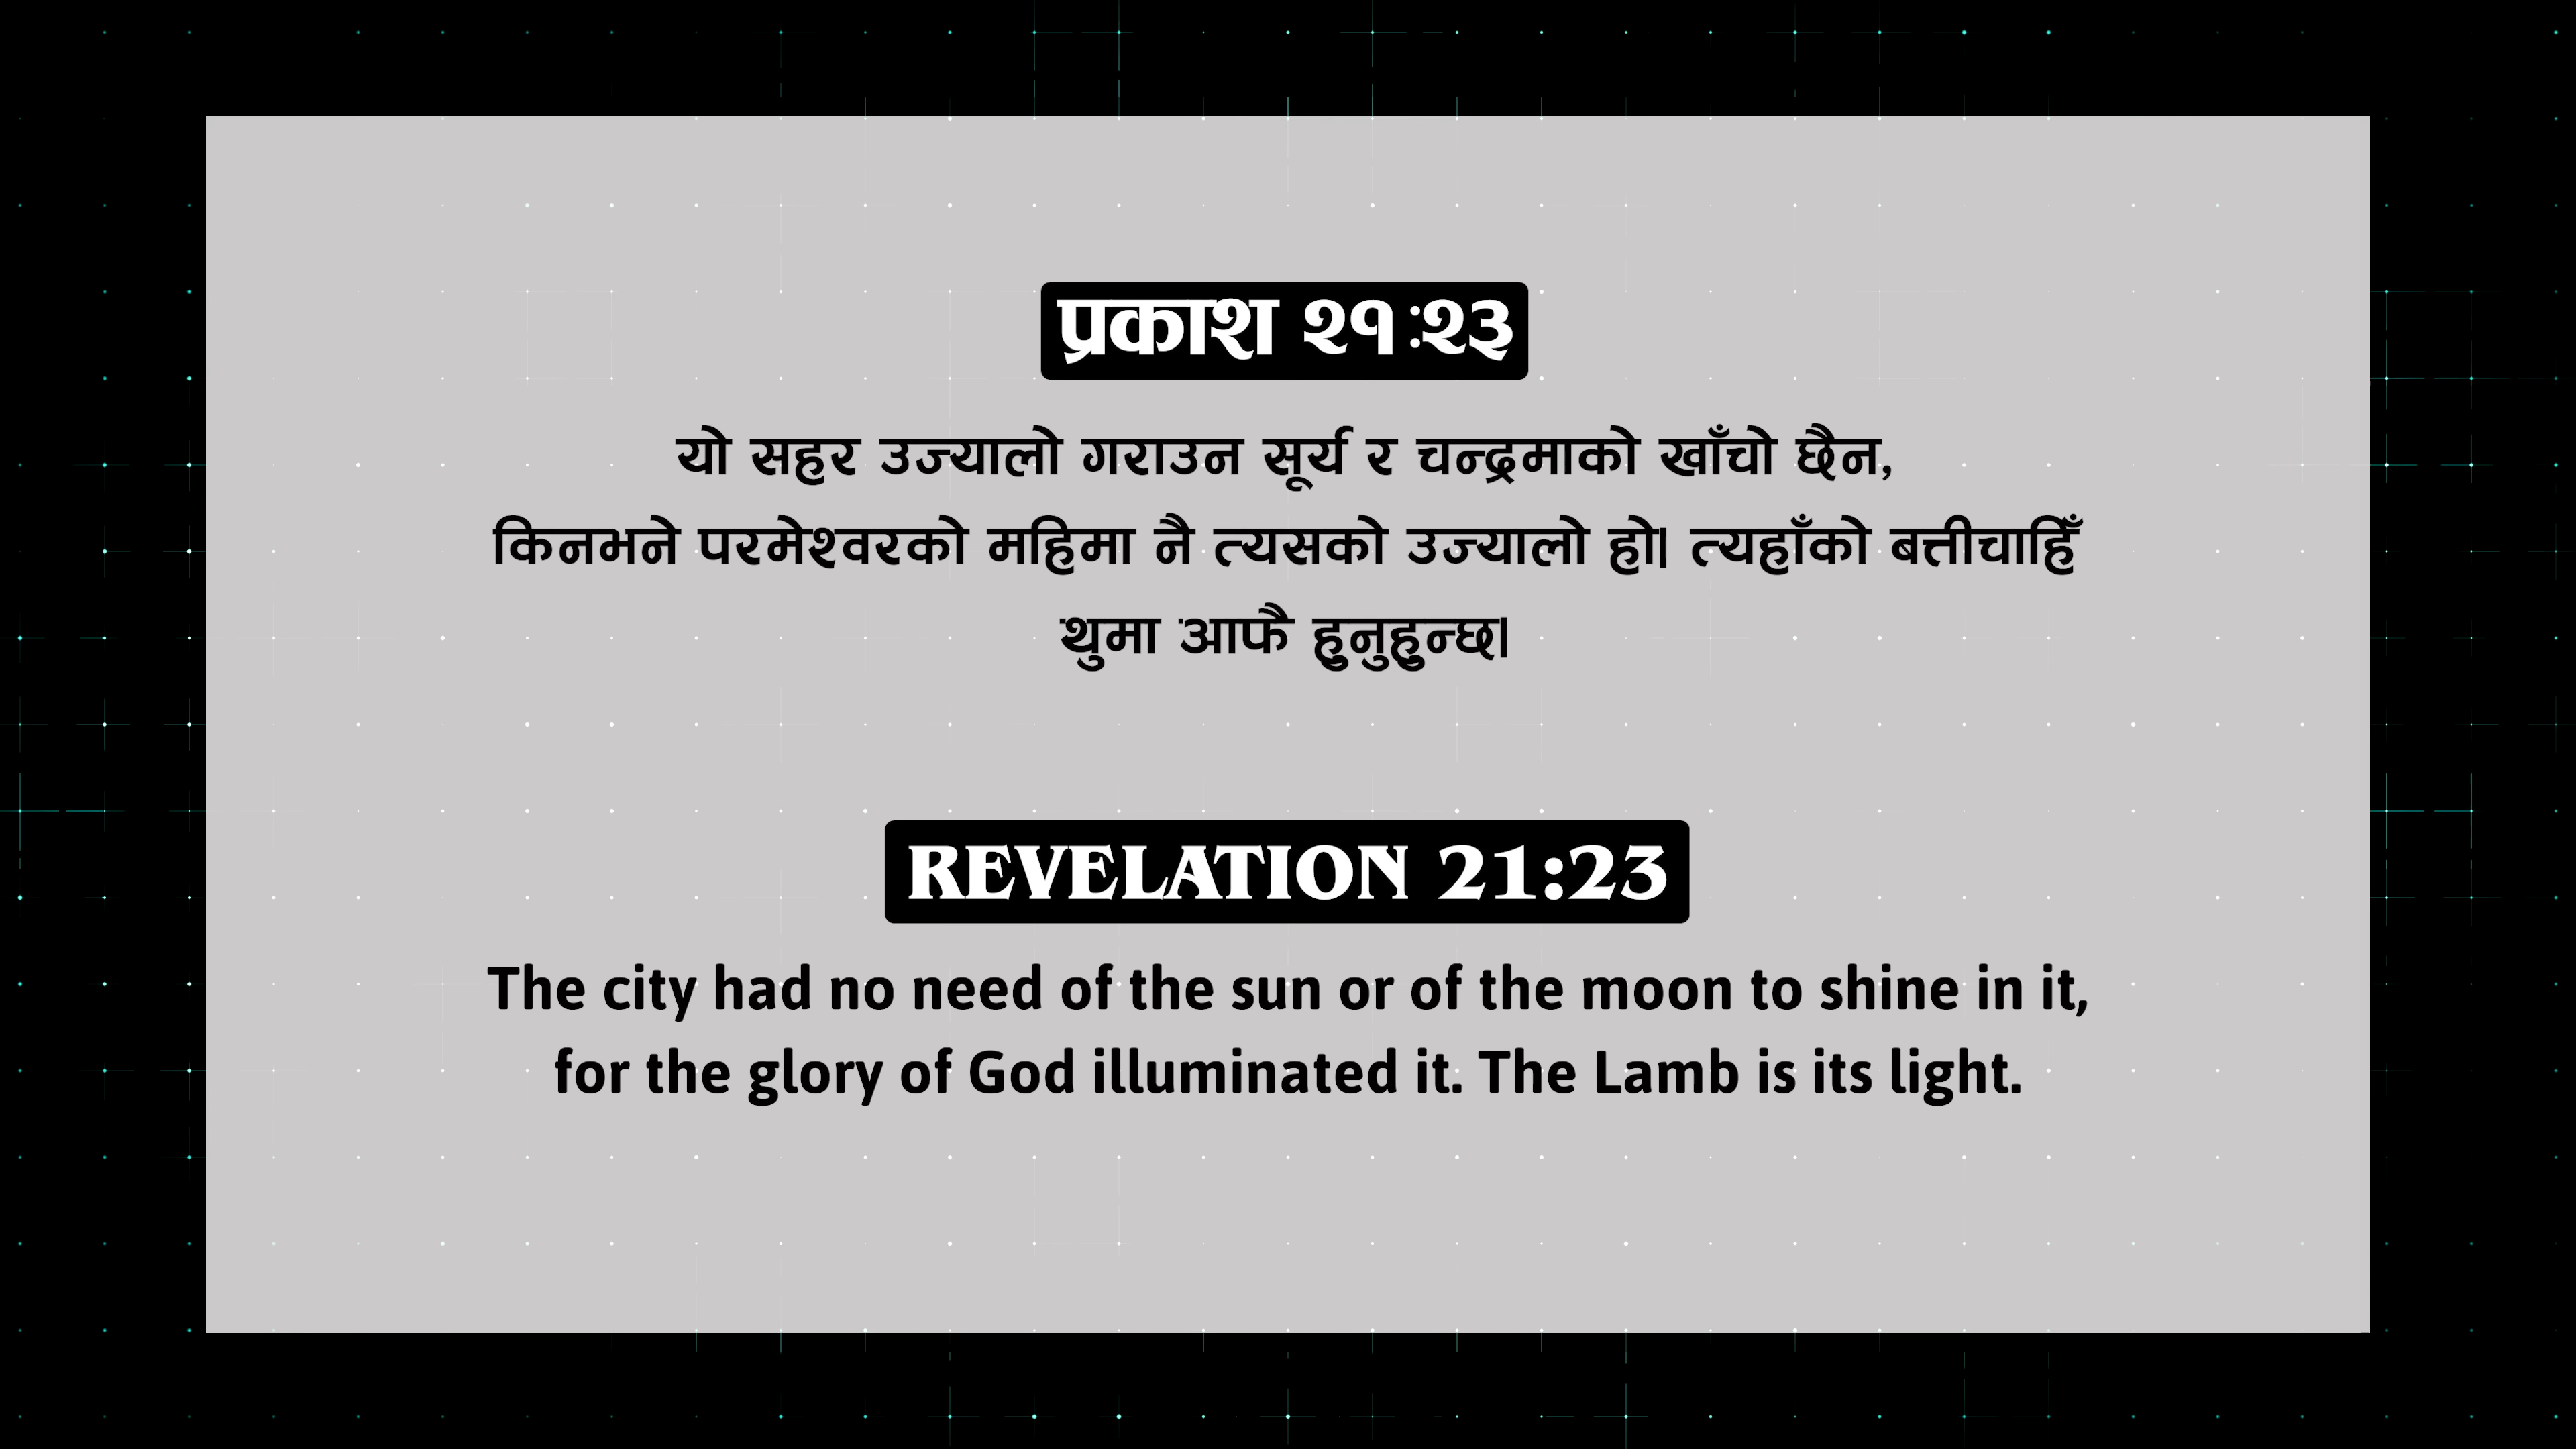 प्रकाश २१:२३
यो सहर उज्यालो गराउन सूर्य र चन्द्रमाको खाँचो छैन,
किनभने परमेश्वरको महिमा नै त्यसको उज्यालो हो। त्यहाँको बत्तीचाहिँ
थुमा आफै हुनुहुन्छ।
REVELATION 21:23
The city had no need of the sun or of the moon to shine in it,
for the glory of God illuminated it. The Lamb is its light.